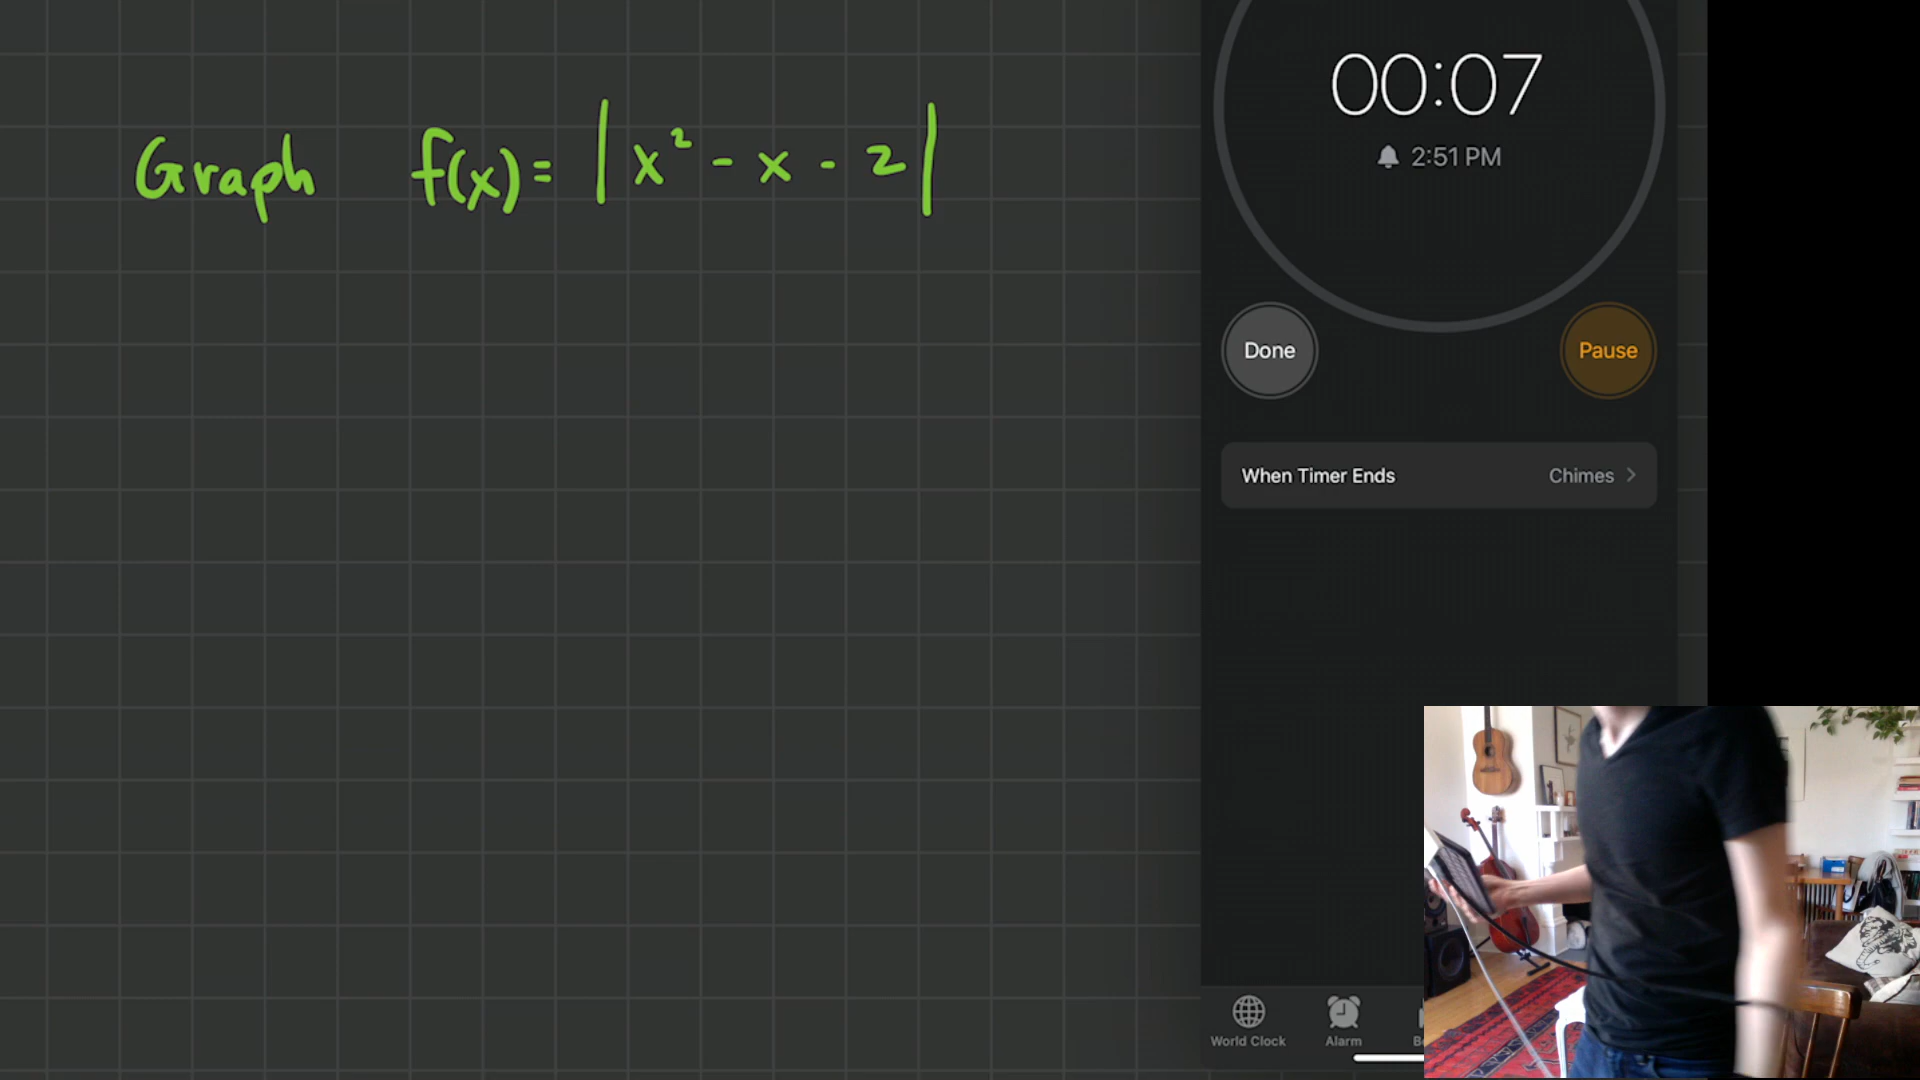 Graph f(x) = | x² - x - 2 |
00:07
2:51 PM
Done
Pause
When Timer Ends Chimes
World Clock
Alarm